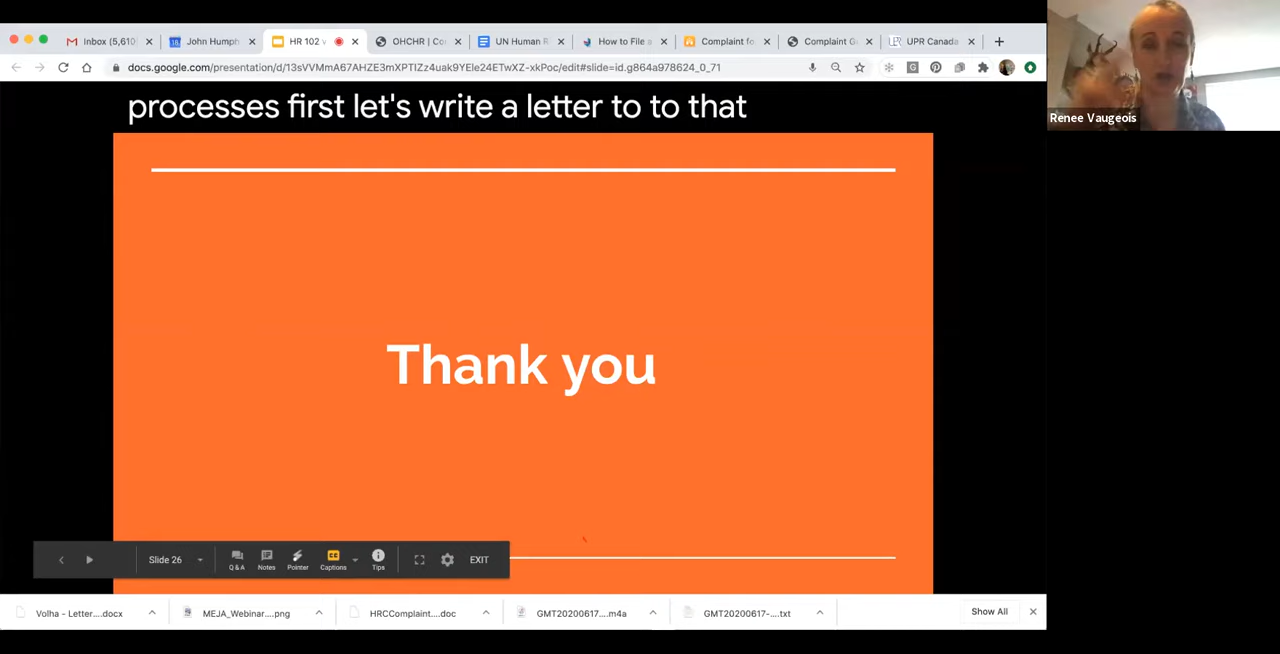 Inbox (5,610
John Humph
HR 102 v
OHCHR | Co
UN Human R
How to File a
Complaint fo
Complaint G
UPR Canada
docs.google.com/presentation/d/13sVVMmA67AHZE3mXPTIZz4uak9YEle24ETwXZ-xkPoc/edit#slide=id.g864a978624_0_71
Renee Vaugeois
processes first let's write a letter to to that
Thank you
Slide 26
Q & A
Notes
Pointer
CC
Captions
Tips
EXIT
Volha - Letter....docx
MEJA_Webinar....png
HRCComplaint....doc
GMT20200617....m4a
GMT20200617-....txt
Show All